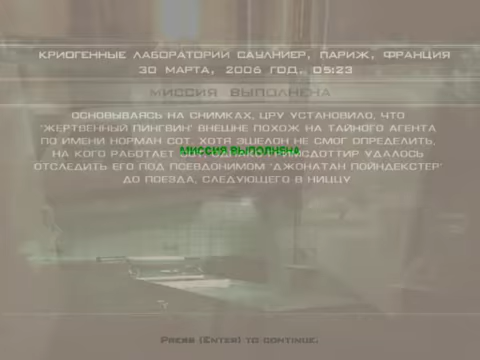 КРИОГЕННЫЕ ЛАБОРАТОРИИ САУЛНИЕР, ПАРИЖ, ФРАНЦИЯ
30 МАРТА, 2006 ГОД, 05:23
МИССИЯ ВЫПОЛНЕНА
ОСНОВЫВАЯСЬ НА СНИМКАХ, ЦРУ УСТАНОВИЛО, ЧТО
"ЖЕРТВЕННЫЙ ПИНГВИН" ВНЕШНЕ ПОХОЖ НА ТАЙНОГО АГЕНТА
ПО ИМЕНИ НОРМАН СОТ. ХОТЯ ЭШЕЛОН НЕ СМОГ ОПРЕДЕЛИТЬ,
НА КОГО РАБОТАЕТ УДАЛОСЬ
МИССИЯ ВЫПОЛНЕНА
ОТСЛЕДИТЬ ЕГО ПОД ПСЕВДОНИМОМ "ДЖОНАТАН ПОЙНДЕКСТЕР"
ДО ПОЕЗДА, СЛЕДУЮЩЕГО В НИЦЦУ
Press (Enter) to continue.